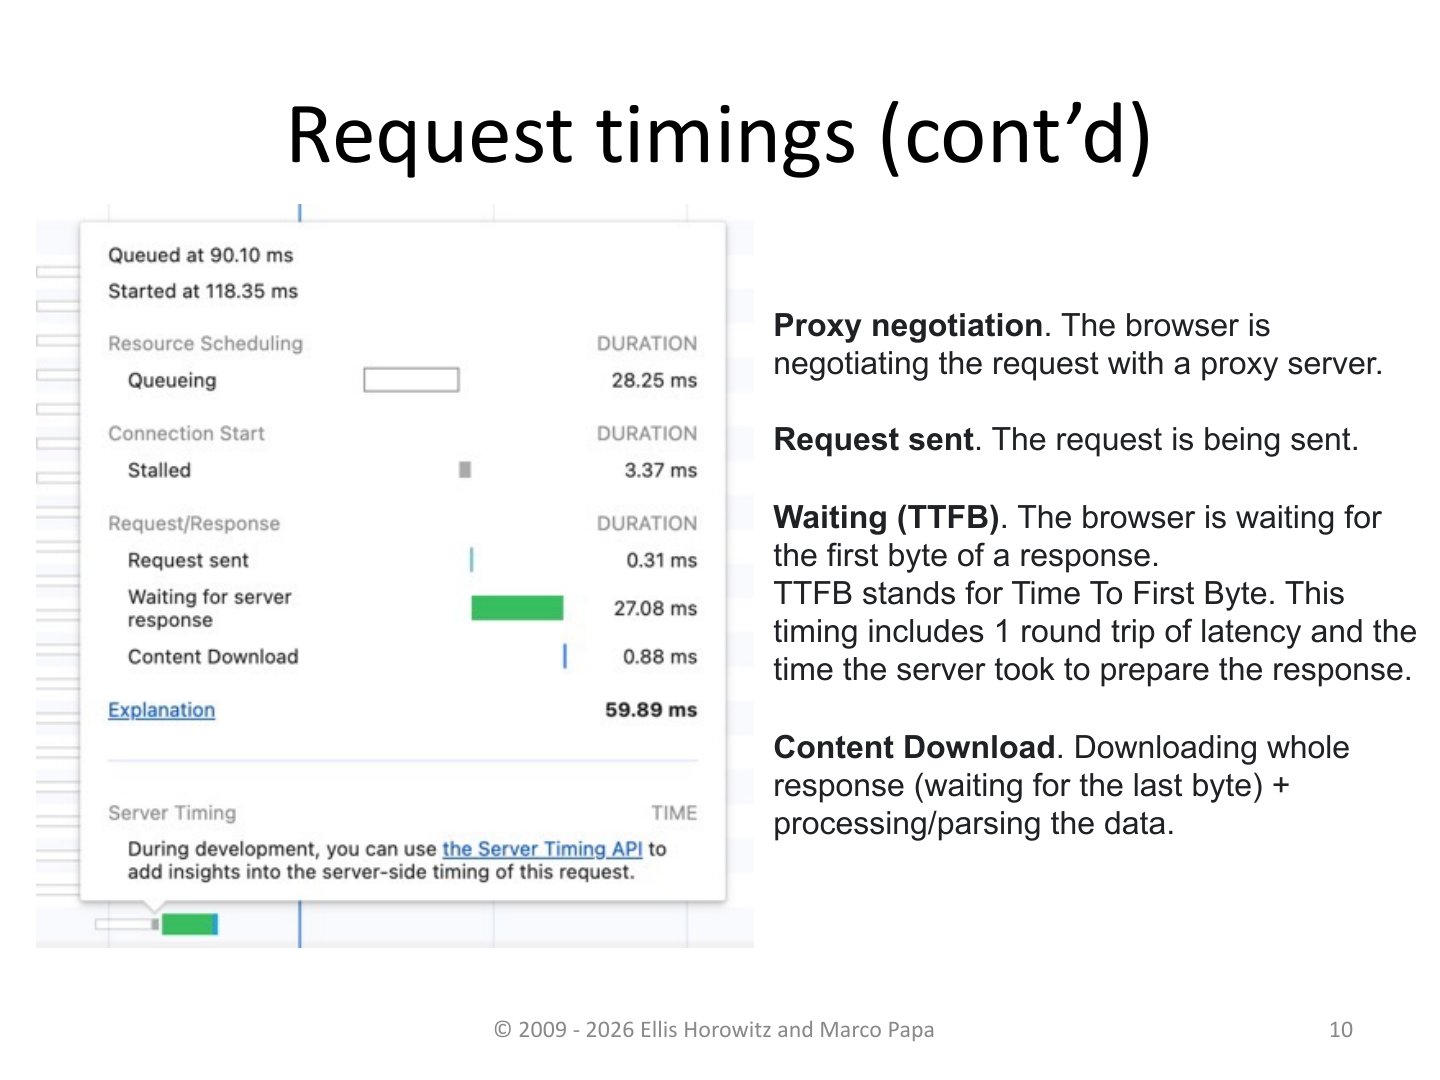 Request timings (cont’d)
Queued at 90.10 ms
Started at 118.35 ms
Resource Scheduling DURATION
Queueing 28.25 ms
Connection Start DURATION
Stalled 3.37 ms
Request/Response DURATION
Request sent 0.31 ms
Waiting for server
response 27.08 ms
Content Download 0.88 ms
Explanation 59.89 ms
Server Timing TIME
During development, you can use the Server Timing API to
add insights into the server-side timing of this request.
Proxy negotiation. The browser is
negotiating the request with a proxy server.
Request sent. The request is being sent.
Waiting (TTFB). The browser is waiting for
the first byte of a response.
TTFB stands for Time To First Byte. This
timing includes 1 round trip of latency and the
time the server took to prepare the response.
Content Download. Downloading whole
response (waiting for the last byte) +
processing/parsing the data.
© 2009 - 2026 Ellis Horowitz and Marco Papa 10